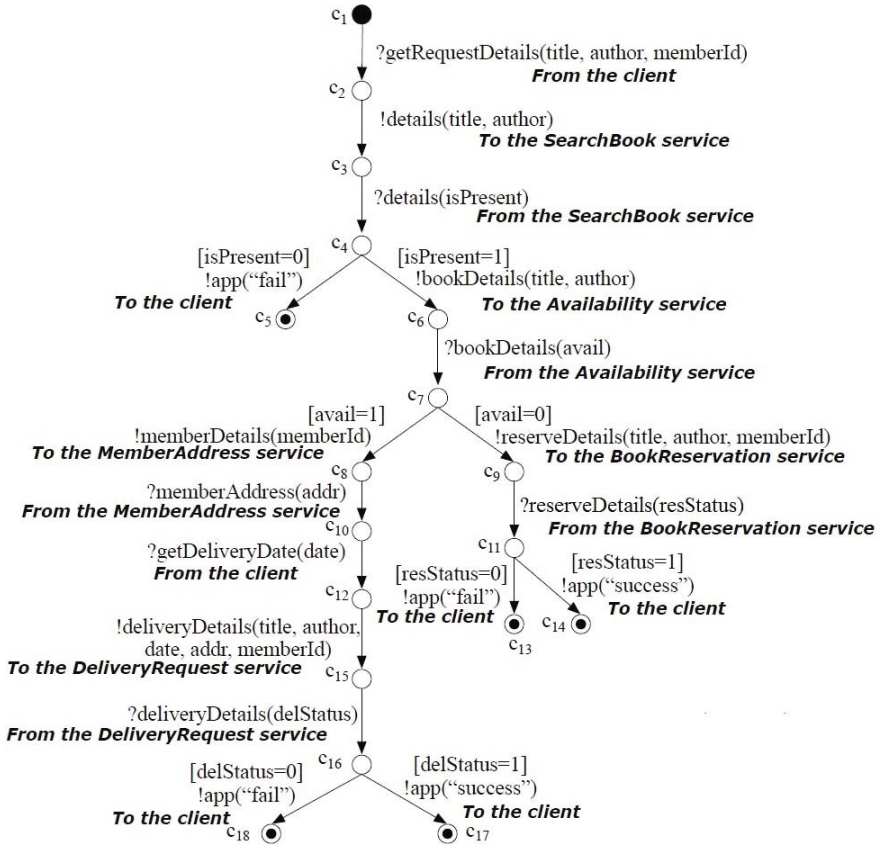 c1
?getRequestDetails(title, author, memberId)
From the client
c2
!details(title, author)
To the SearchBook service
c3
?details(isPresent)
From the SearchBook service
c4
[isPresent=0]
!app(“fail”)
To the client
c5
[isPresent=1]
!bookDetails(title, author)
To the Availability service
c6
?bookDetails(avail)
From the Availability service
c7
[avail=1]
!memberDetails(memberId)
To the MemberAddress service
c8
[avail=0]
!reserveDetails(title, author, memberId)
To the BookReservation service
c9
?memberAddress(addr)
From the MemberAddress service
c10
?reserveDetails(resStatus)
From the BookReservation service
c11
?getDeliveryDate(date)
From the client
c12
[resStatus=0]
!app(“fail”)
To the client
c13
[resStatus=1]
!app(“success”)
To the client
c14
!deliveryDetails(title, author,
date, addr, memberId)
To the DeliveryRequest service
c15
?deliveryDetails(delStatus)
From the DeliveryRequest service
c16
[delStatus=0]
!app(“fail”)
To the client
c18
[delStatus=1]
!app(“success”)
To the client
c17